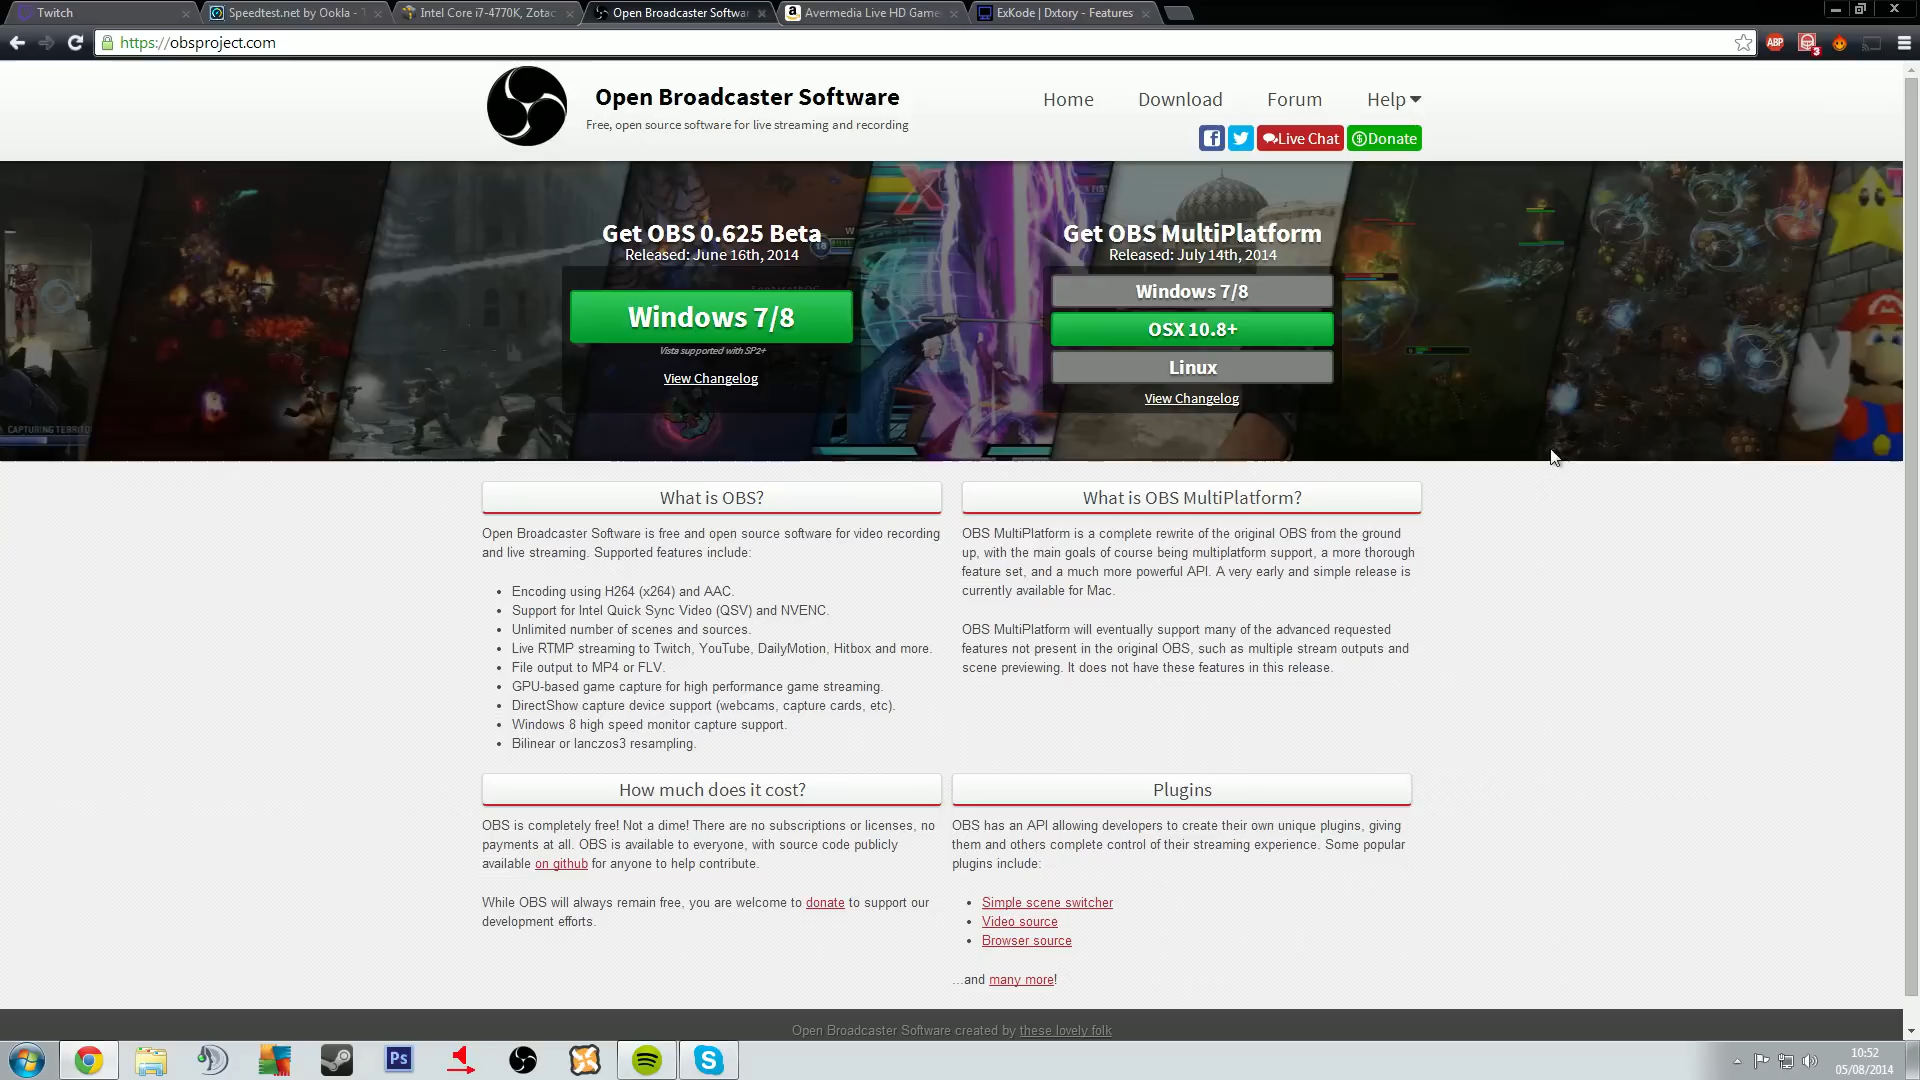 Twitch
Speedtest.net by Ookla - T
Intel Core i7-4770K, Zotac
Open Broadcaster Softwar
Avermedia Live HD Game
ExKode | Dxtory - Features
https://obsproject.com
ABP
3
Open Broadcaster Software
Free, open source software for live streaming and recording
Home
Download
Forum
Help
Live Chat
Donate
Get OBS 0.625 Beta
Released: June 16th, 2014
Windows 7/8
Vista supported with SP2+
View Changelog
Get OBS MultiPlatform
Released: July 14th, 2014
Windows 7/8
OSX 10.8+
Linux
View Changelog
CAPTURING TERRITO
What is OBS?
Open Broadcaster Software is free and open source software for video recording
and live streaming. Supported features include:
• Encoding using H264 (x264) and AAC.
• Support for Intel Quick Sync Video (QSV) and NVENC.
• Unlimited number of scenes and sources.
• Live RTMP streaming to Twitch, YouTube, DailyMotion, Hitbox and more.
• File output to MP4 or FLV.
• GPU-based game capture for high performance game streaming.
• DirectShow capture device support (webcams, capture cards, etc).
• Windows 8 high speed monitor capture support.
• Bilinear or lanczos3 resampling.
What is OBS MultiPlatform?
OBS MultiPlatform is a complete rewrite of the original OBS from the ground
up, with the main goals of course being multiplatform support, a more thorough
feature set, and a much more powerful API. A very early and simple release is
currently available for Mac.
OBS MultiPlatform will eventually support many of the advanced requested
features not present in the original OBS, such as multiple stream outputs and
scene previewing. It does not have these features in this release.
How much does it cost?
OBS is completely free! Not a dime! There are no subscriptions or licenses, no
payments at all. OBS is available to everyone, with source code publicly
available on github for anyone to help contribute.
While OBS will always remain free, you are welcome to donate to support our
development efforts.
Plugins
OBS has an API allowing developers to create their own unique plugins, giving
them and others complete control of their streaming experience. Some popular
plugins include:
• Simple scene switcher
• Video source
• Browser source
...and many more!
Open Broadcaster Software created by these lovely folk
Ps
10:52
05/08/2014